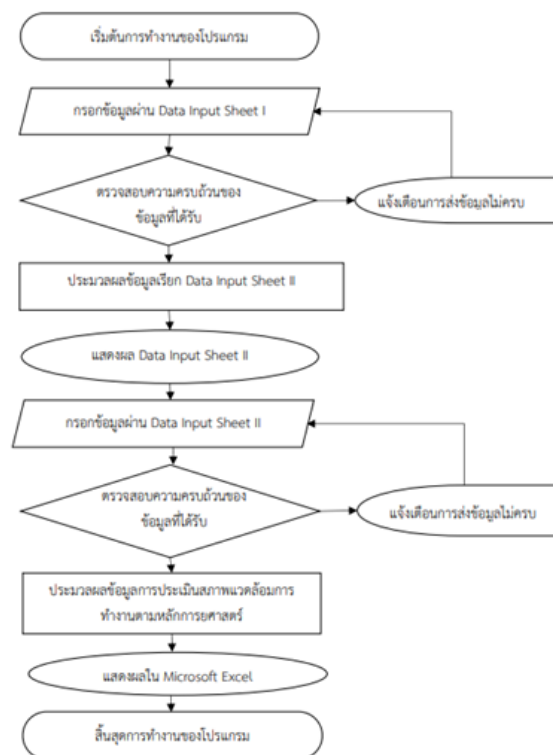 เริ่มต้นการทำงานของโปรแกรม
กรอกข้อมูลผ่าน Data Input Sheet I
ตรวจสอบความครบถ้วนของ
ข้อมูลที่ได้รับ
แจ้งเตือนการส่งข้อมูลไม่ครบ
ประมวลผลข้อมูลเรียก Data Input Sheet II
แสดงผล Data Input Sheet II
กรอกข้อมูลผ่าน Data Input Sheet II
ตรวจสอบความครบถ้วนของ
ข้อมูลที่ได้รับ
แจ้งเตือนการส่งข้อมูลไม่ครบ
ประมวลผลข้อมูลการประเมินสภาพแวดล้อมการ
ทำงานตามหลักการยศาสตร์
แสดงผลใน Microsoft Excel
สิ้นสุดการทำงานของโปรแกรม